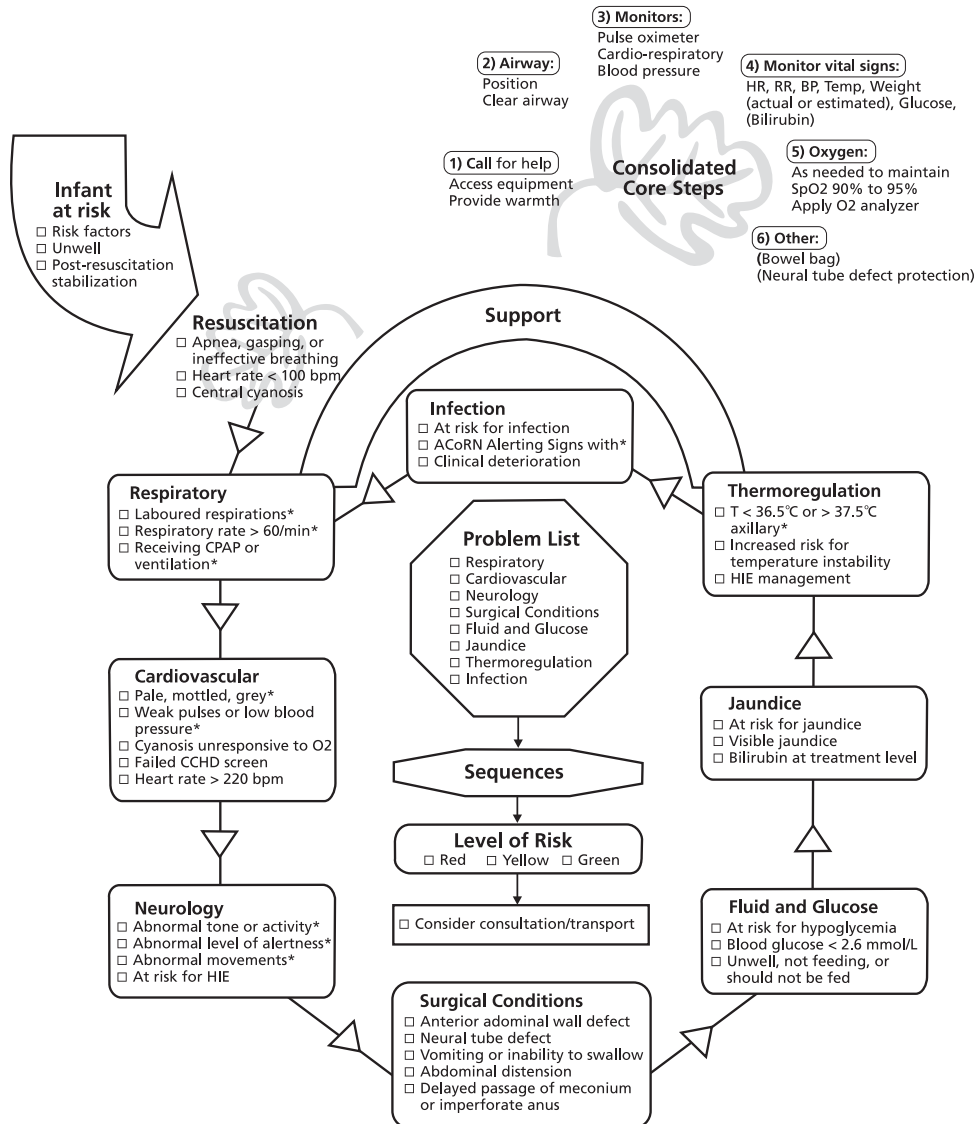 3) Monitors:
Pulse oximeter
Cardio-respiratory
Blood pressure
2) Airway:
Position
Clear airway
4) Monitor vital signs:
HR, RR, BP, Temp, Weight
(actual or estimated), Glucose,
(Bilirubin)
1) Call for help
Access equipment
Provide warmth
Consolidated
Core Steps
5) Oxygen:
As needed to maintain
SpO2 90% to 95%
Apply O2 analyzer
6) Other:
(Bowel bag)
(Neural tube defect protection)
Infant
at risk
□ Risk factors
□ Unwell
□ Post-resuscitation
stabilization
Resuscitation
□ Apnea, gasping, or
ineffective breathing
□ Heart rate < 100 bpm
□ Central cyanosis
Support
Infection
□ At risk for infection
□ ACoRN Alerting Signs with*
□ Clinical deterioration
Respiratory
□ Laboured respirations*
□ Respiratory rate > 60/min*
□ Receiving CPAP or
ventilation*
Thermoregulation
□ T < 36.5°C or > 37.5°C
axillary*
□ Increased risk for
temperature instability
□ HIE management
Problem List
□ Respiratory
□ Cardiovascular
□ Neurology
□ Surgical Conditions
□ Fluid and Glucose
□ Jaundice
□ Thermoregulation
□ Infection
Cardiovascular
□ Pale, mottled, grey*
□ Weak pulses or low blood
pressure*
□ Cyanosis unresponsive to O2
□ Failed CCHD screen
□ Heart rate > 220 bpm
Jaundice
□ At risk for jaundice
□ Visible jaundice
□ Bilirubin at treatment level
Sequences
Level of Risk
□ Red □ Yellow □ Green
□ Consider consultation/transport
Neurology
□ Abnormal tone or activity*
□ Abnormal level of alertness*
□ Abnormal movements*
□ At risk for HIE
Fluid and Glucose
□ At risk for hypoglycemia
□ Blood glucose < 2.6 mmol/L
□ Unwell, not feeding, or
should not be fed
Surgical Conditions
□ Anterior adominal wall defect
□ Neural tube defect
□ Vomiting or inability to swallow
□ Abdominal distension
□ Delayed passage of meconium
or imperforate anus